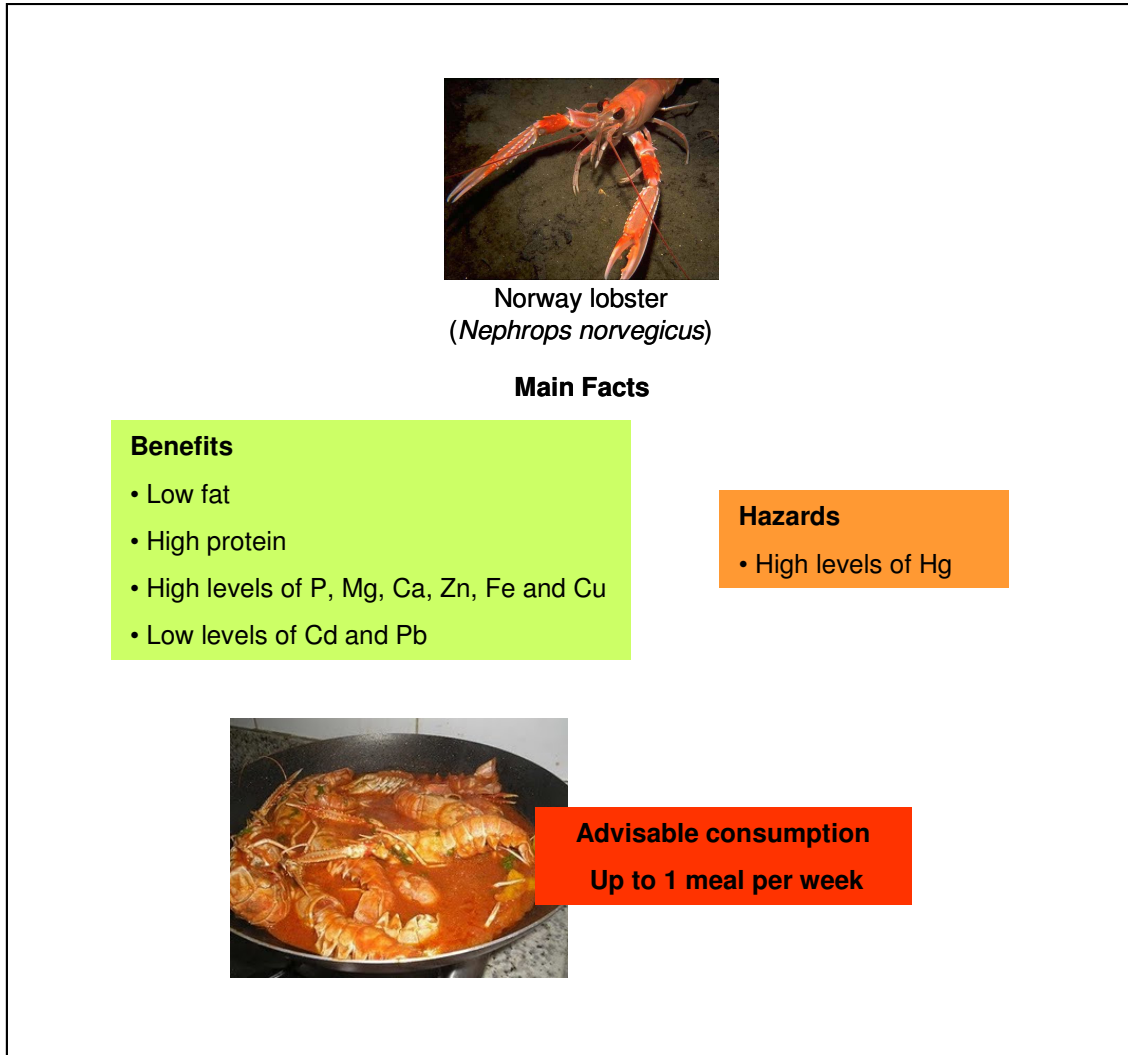 Norway lobster
(Nephrops norvegicus)
Main Facts
Benefits
• Low fat
• High protein
• High levels of P, Mg, Ca, Zn, Fe and Cu
• Low levels of Cd and Pb
Hazards
• High levels of Hg
Advisable consumption
Up to 1 meal per week